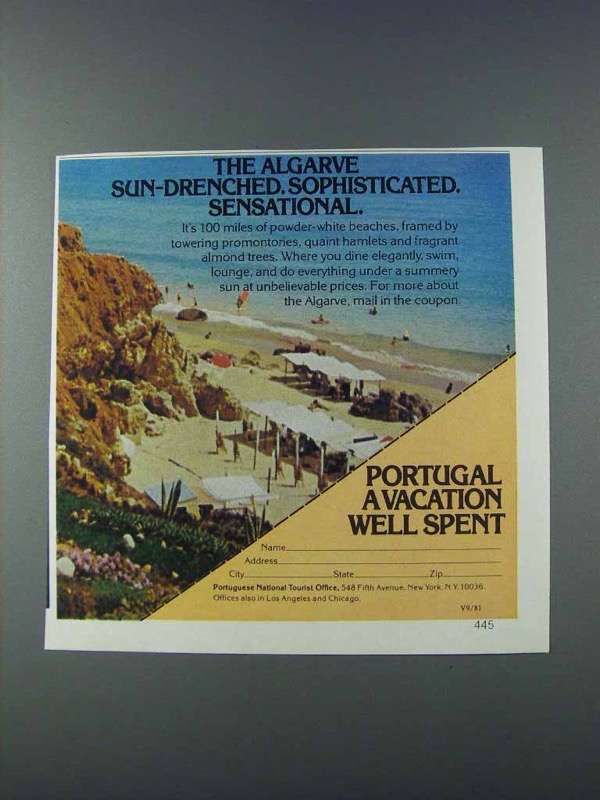 THE ALGARVE
SUN-DRENCHED. SOPHISTICATED.
SENSATIONAL.
It's 100 miles of powder-white beaches, framed by
towering promontories, quaint hamlets and fragrant
almond trees. Where you dine elegantly, swim,
lounge, and do everything under a summery
sun at unbelievable prices. For more about
the Algarve, mail in the coupon.
PORTUGAL
A VACATION
WELL SPENT
Name
Address
City State Zip
Portuguese National Tourist Office, 548 Fifth Avenue, New York, N.Y. 10036.
Offices also in Los Angeles and Chicago.
V9/81
445